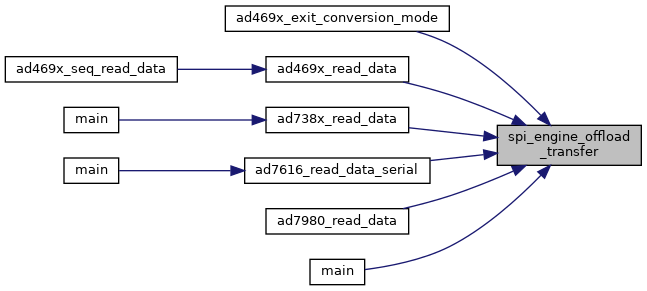 ad469x_exit_conversion_mode
ad469x_seq_read_data
ad469x_read_data
main
ad738x_read_data
spi_engine_offload
_transfer
main
ad7616_read_data_serial
ad7980_read_data
main